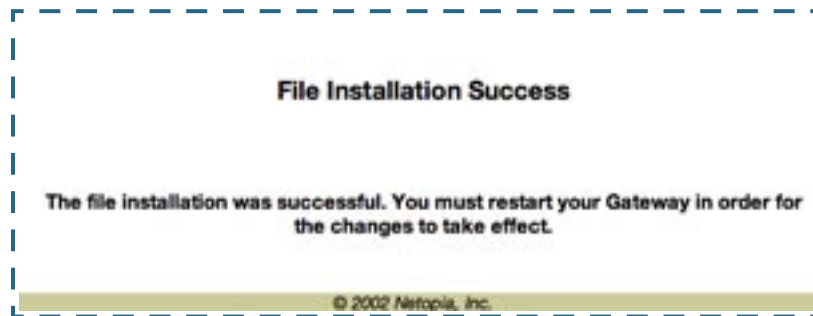 File Installation Success
The file installation was successful. You must restart your Gateway in order for
the changes to take effect.
© 2002 Netopia, Inc.